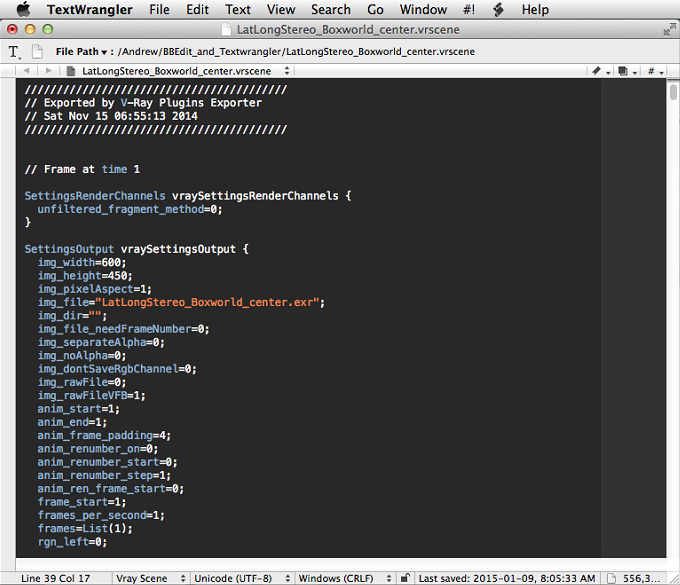 TextWrangler File Edit Text View Search Go Window #! Help
LatLongStereo_Boxworld_center.vrscene
T. File Path ▾ : /Andrew/BBEdit_and_Textwrangler/LatLongStereo_Boxworld_center.vrscene
LatLongStereo_Boxworld_center.vrscene #
/////////////////////////////////////////
// Exported by V-Ray Plugins Exporter
// Sat Nov 15 06:55:13 2014
/////////////////////////////////////////
// Frame at time 1
SettingsRenderChannels vraySettingsRenderChannels {
unfiltered_fragment_method=0;
}
SettingsOutput vraySettingsOutput {
img_width=600;
img_height=450;
img_pixelAspect=1;
img_file="LatLongStereo_Boxworld_center.exr";
img_dir="";
img_file_needFrameNumber=0;
img_separateAlpha=0;
img_noAlpha=0;
img_dontSaveRgbChannel=0;
img_rawFile=0;
img_rawFileVFB=1;
anim_start=1;
anim_end=1;
anim_frame_padding=4;
anim_renumber_on=0;
anim_renumber_start=0;
anim_renumber_step=1;
anim_ren_frame_start=0;
frame_start=1;
frames_per_second=1;
frames=List(1);
rgn_left=0;
Line 39 Col 17 Vray Scene Unicode (UTF-8) Windows (CRLF) Last saved: 2015-01-09, 8:05:33 AM 556,3...